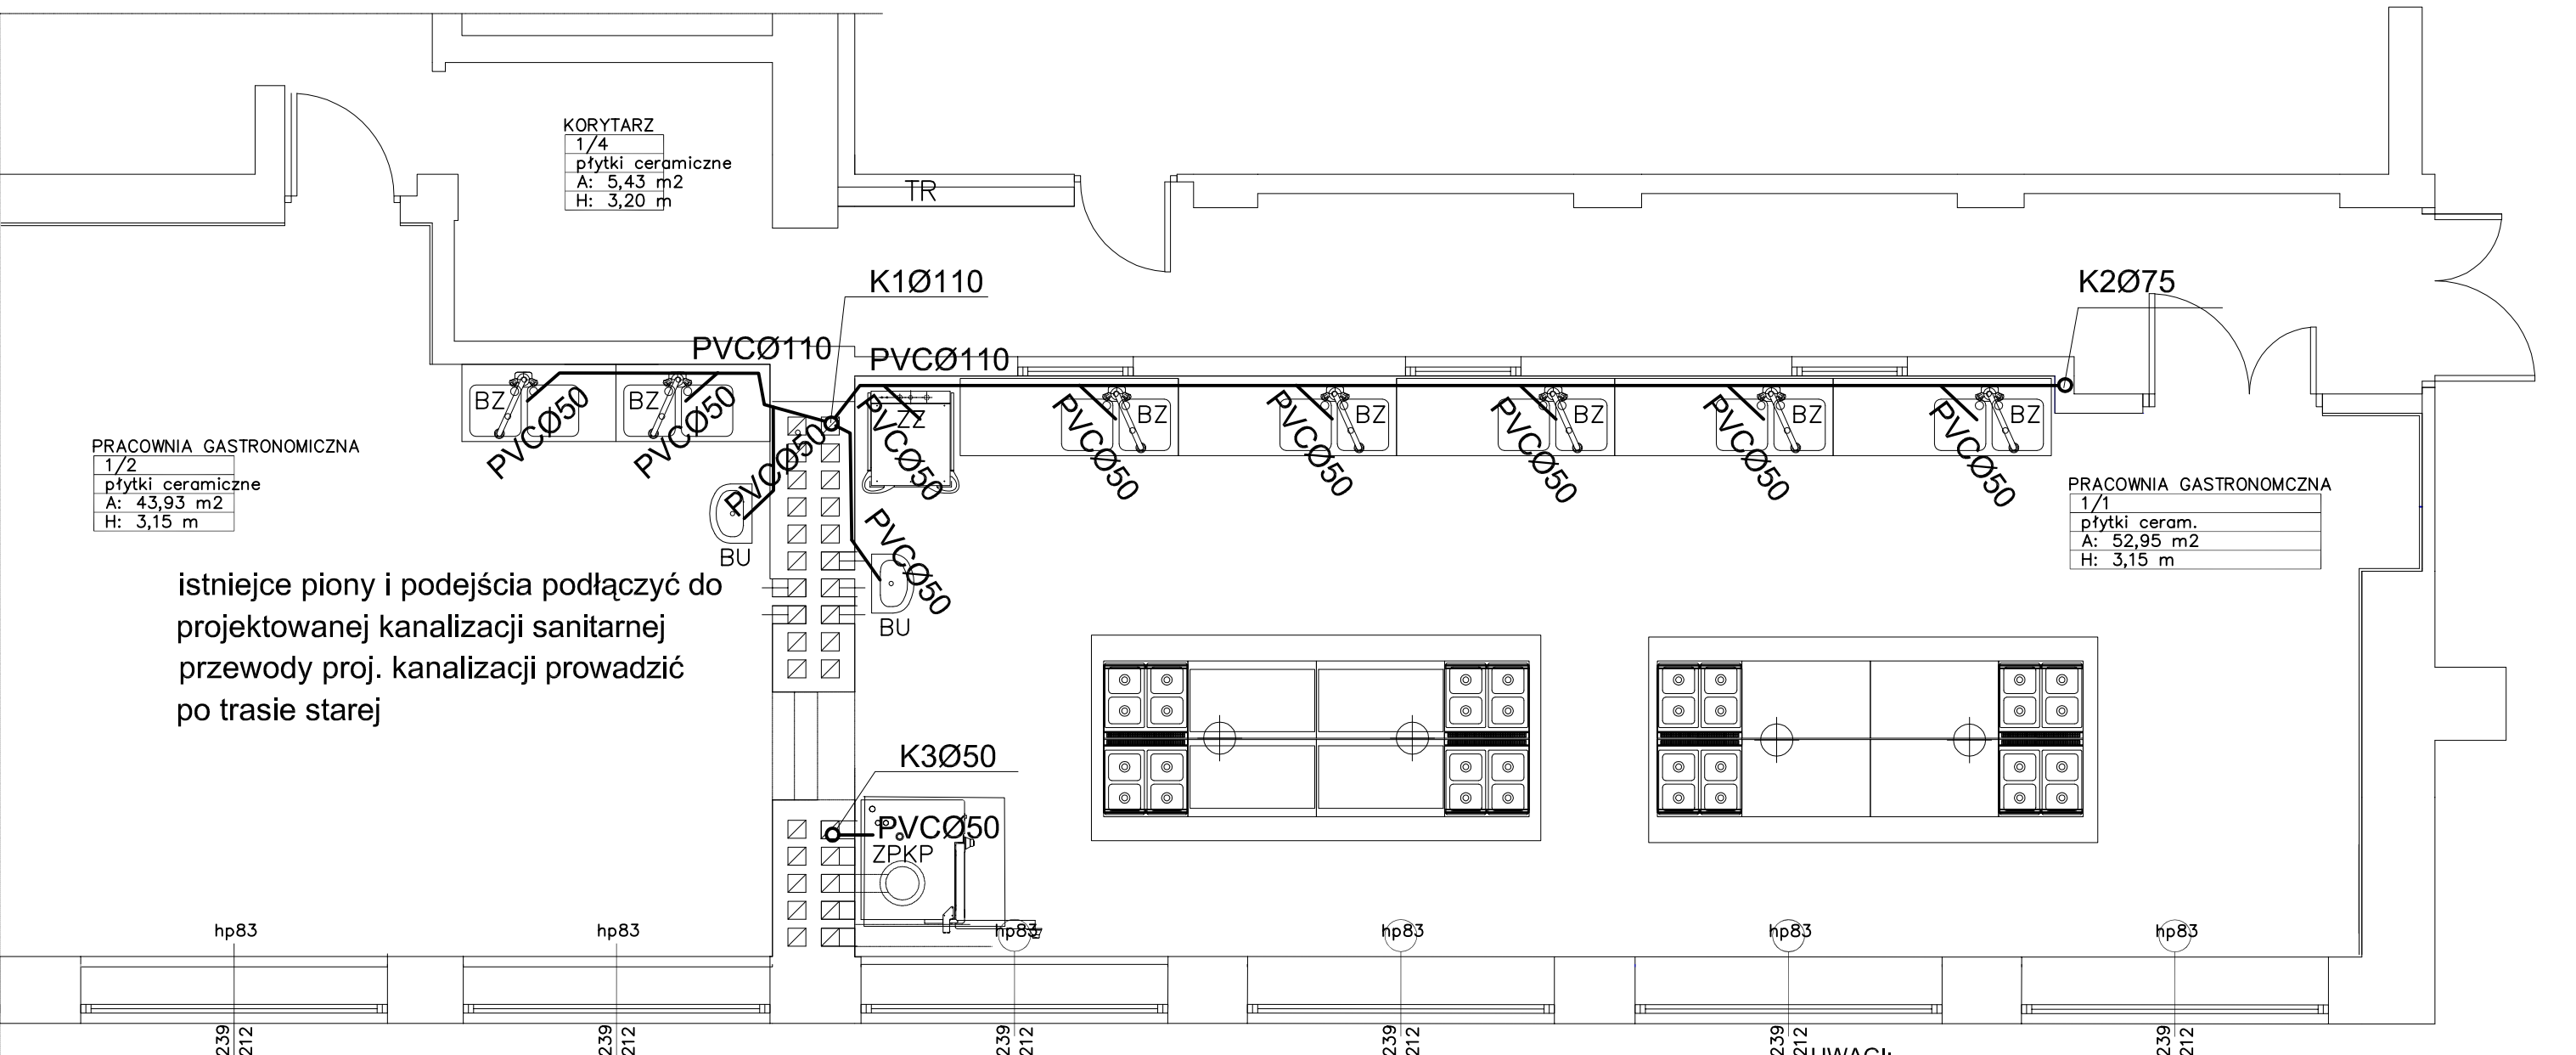 KORYTARZ
1/4
płytki ceramiczne
A: 5,43 m2
H: 3,20 m
TR
K1Ø110
K2Ø75
PVCØ110
PVCØ110
BZ
BZ
ZZ
BZ
BZ
BZ
BZ
BZ
PVCØ50
PVCØ50
PVCØ50
PVCØ50
PVCØ50
PVCØ50
PVCØ50
PVCØ50
PVCØ50
PRACOWNIA GASTRONOMICZNA
1/2
płytki ceramiczne
A: 43,93 m2
H: 3,15 m
PRACOWNIA GASTRONOMCZNA
1/1
płytki ceram.
A: 52,95 m2
H: 3,15 m
BU
PVCØ50
BU
istniejce piony i podejścia podłączyć do
projektowanej kanalizacji sanitarnej
przewody proj. kanalizacji prowadzić
po trasie starej
K3Ø50
PVCØ50
ZPKP
hp83
hp83
hp83
hp83
hp83
hp83
239
212
239
212
239
212
239
212
239
212
239
212
UWAGI: